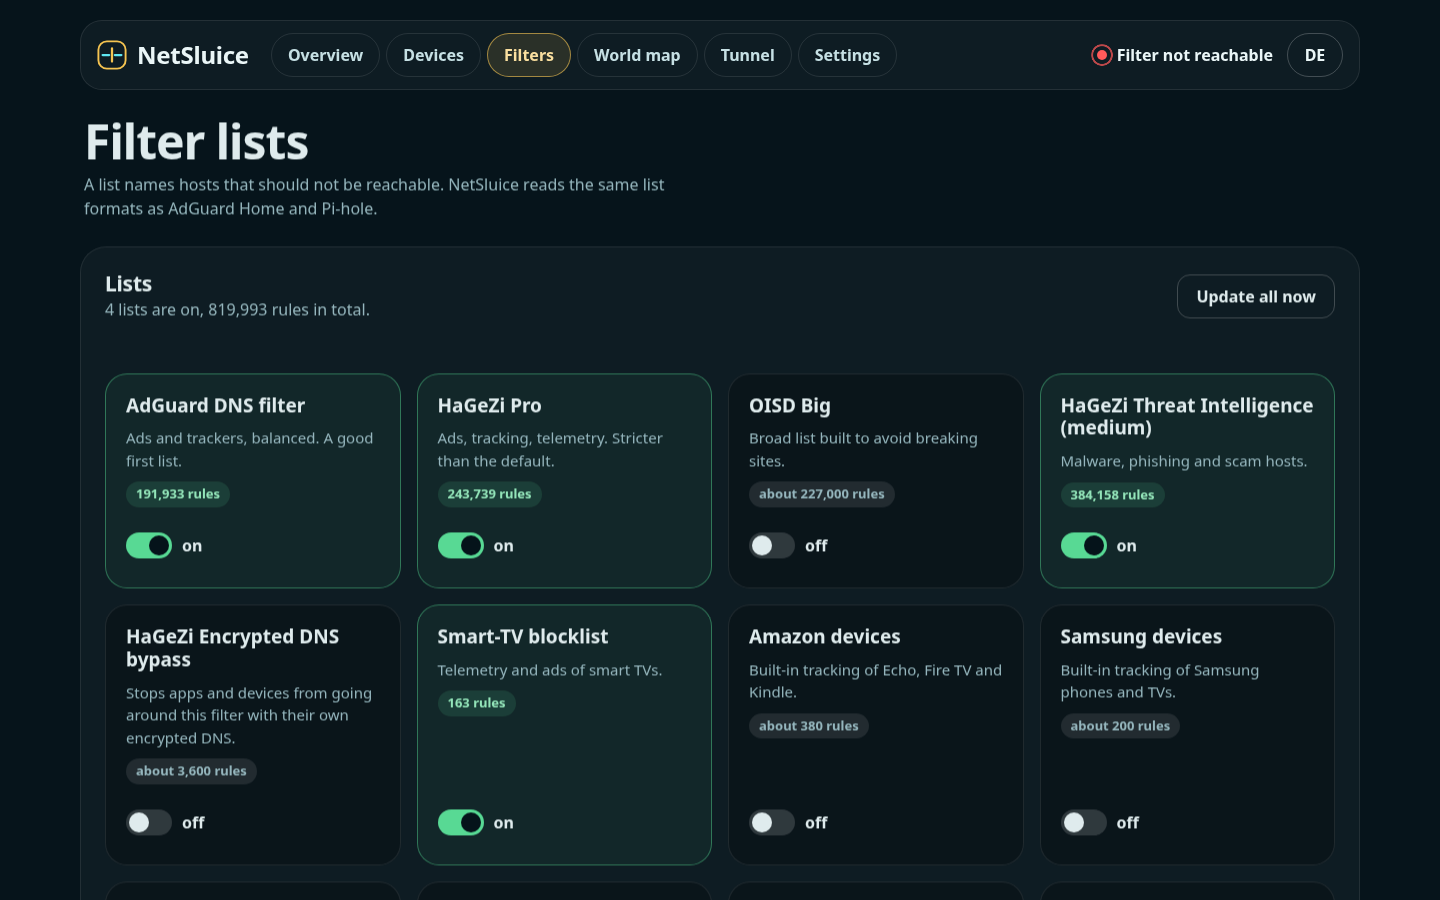 NetSluice
Overview
Devices
Filters
World map
Tunnel
Settings
Filter not reachable
DE
Filter lists
A list names hosts that should not be reachable. NetSluice reads the same list
formats as AdGuard Home and Pi-hole.
Lists
4 lists are on, 819,993 rules in total.
Update all now
AdGuard DNS filter
Ads and trackers, balanced. A good
first list.
191,933 rules
on
HaGeZi Pro
Ads, tracking, telemetry. Stricter
than the default.
243,739 rules
on
OISD Big
Broad list built to avoid breaking
sites.
about 227,000 rules
off
HaGeZi Threat Intelligence
(medium)
Malware, phishing and scam hosts.
384,158 rules
on
HaGeZi Encrypted DNS
bypass
Stops apps and devices from going
around this filter with their own
encrypted DNS.
about 3,600 rules
off
Smart-TV blocklist
Telemetry and ads of smart TVs.
163 rules
on
Amazon devices
Built-in tracking of Echo, Fire TV and
Kindle.
about 380 rules
off
Samsung devices
Built-in tracking of Samsung
phones and TVs.
about 200 rules
off